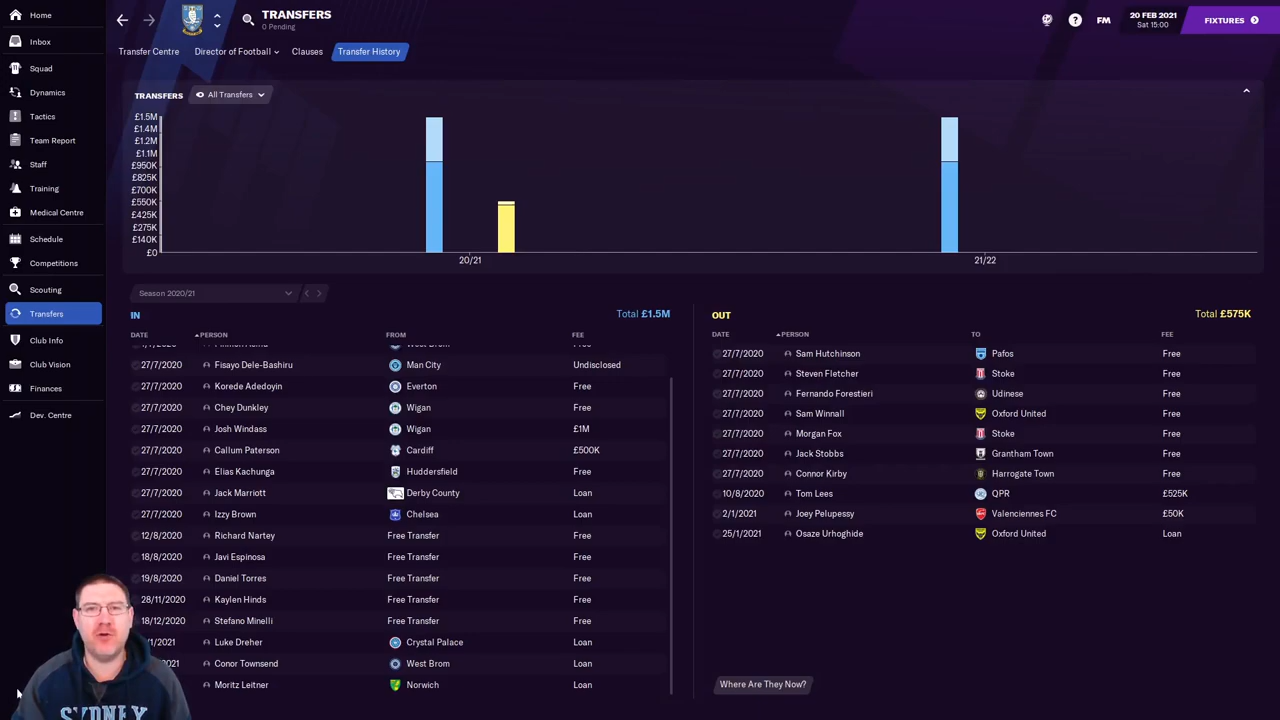 Home
TRANSFERS
0 Pending
FM
20 FEB 2021
Sat 15:00
FIXTURES
Inbox
Transfer Centre
Director of Football
Clauses
Transfer History
Squad
Dynamics
Tactics
Team Report
Staff
Training
Medical Centre
Schedule
Competitions
Scouting
Transfers
Club Info
Club Vision
Finances
Dev. Centre
TRANSFERS
All Transfers
£1.5M
£1.4M
£1.2M
£1.1M
£950K
£825K
£700K
£550K
£425K
£275K
£140K
£0
20/21
21/22
Season 2020/21
IN
Total £1.5M
DATE PERSON FROM FEE
27/7/2020 Fisayo Dele-Bashiru Man City Undisclosed
27/7/2020 Korede Adedoyin Everton Free
27/7/2020 Chey Dunkley Wigan Free
27/7/2020 Josh Windass Wigan £1M
27/7/2020 Callum Paterson Cardiff £500K
27/7/2020 Elias Kachunga Huddersfield Free
27/7/2020 Jack Marriott Derby County Loan
27/7/2020 Izzy Brown Chelsea Loan
12/8/2020 Richard Nartey Free Transfer Free
18/8/2020 Javi Espinosa Free Transfer Free
19/8/2020 Daniel Torres Free Transfer Free
28/11/2020 Kaylen Hinds Free Transfer Free
18/12/2020 Stefano Minelli Free Transfer Free
/1/2021 Luke Dreher Crystal Palace Loan
2021 Conor Townsend West Brom Loan
Moritz Leitner Norwich Loan
OUT
Total £575K
DATE PERSON TO FEE
27/7/2020 Sam Hutchinson Pafos Free
27/7/2020 Steven Fletcher Stoke Free
27/7/2020 Fernando Forestieri Udinese Free
27/7/2020 Sam Winnall Oxford United Free
27/7/2020 Morgan Fox Stoke Free
27/7/2020 Jack Stobbs Grantham Town Free
27/7/2020 Connor Kirby Harrogate Town Free
10/8/2020 Tom Lees QPR £525K
2/1/2021 Joey Pelupessy Valenciennes FC £50K
25/1/2021 Osaze Urhoghide Oxford United Loan
Where Are They Now?
SYDNEY